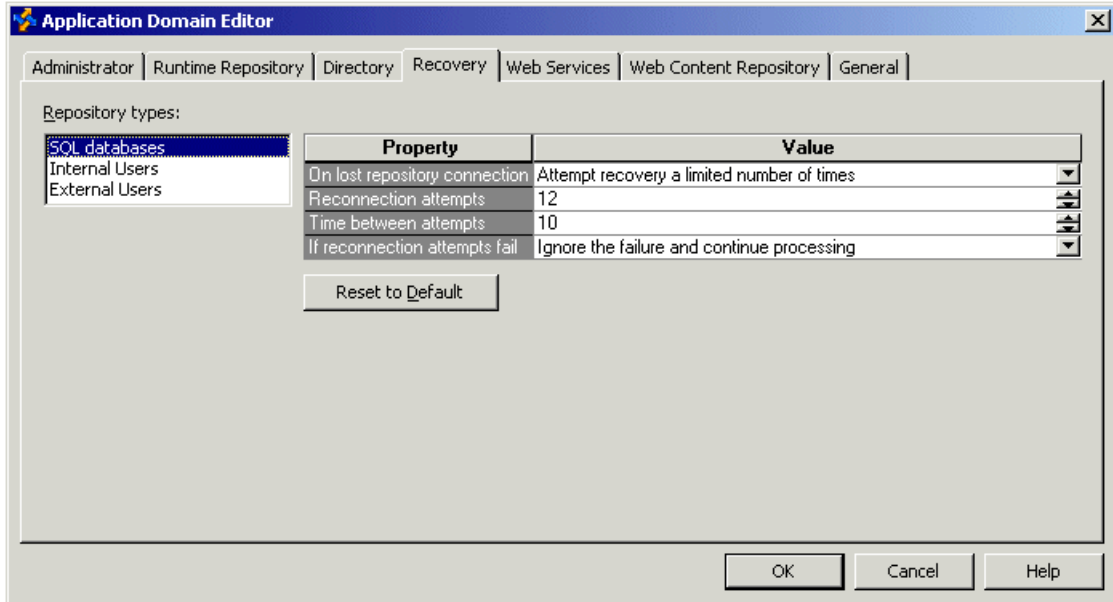 Application Domain Editor
Administrator Runtime Repository Directory Recovery Web Services Web Content Repository General
Repository types:
SQL databases
Internal Users
External Users
Property Value
On lost repository connection Attempt recovery a limited number of times
Reconnection attempts 12
Time between attempts 10
If reconnection attempts fail Ignore the failure and continue processing
Reset to Default
OK Cancel Help